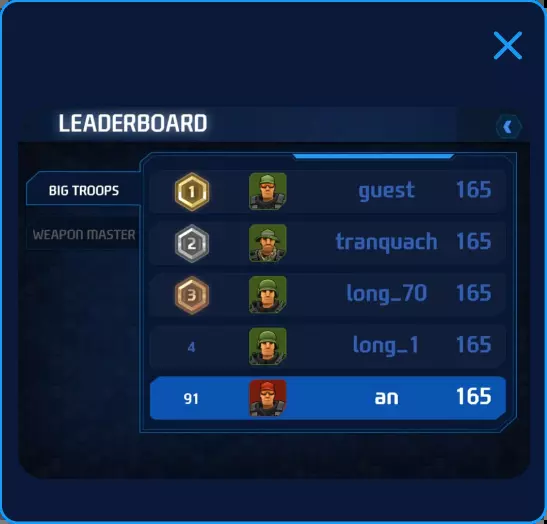 LEADERBOARD
BIG TROOPS
WEAPON MASTER
1 guest 165
2 tranquach 165
3 long_70 165
4 long_1 165
91 an 165